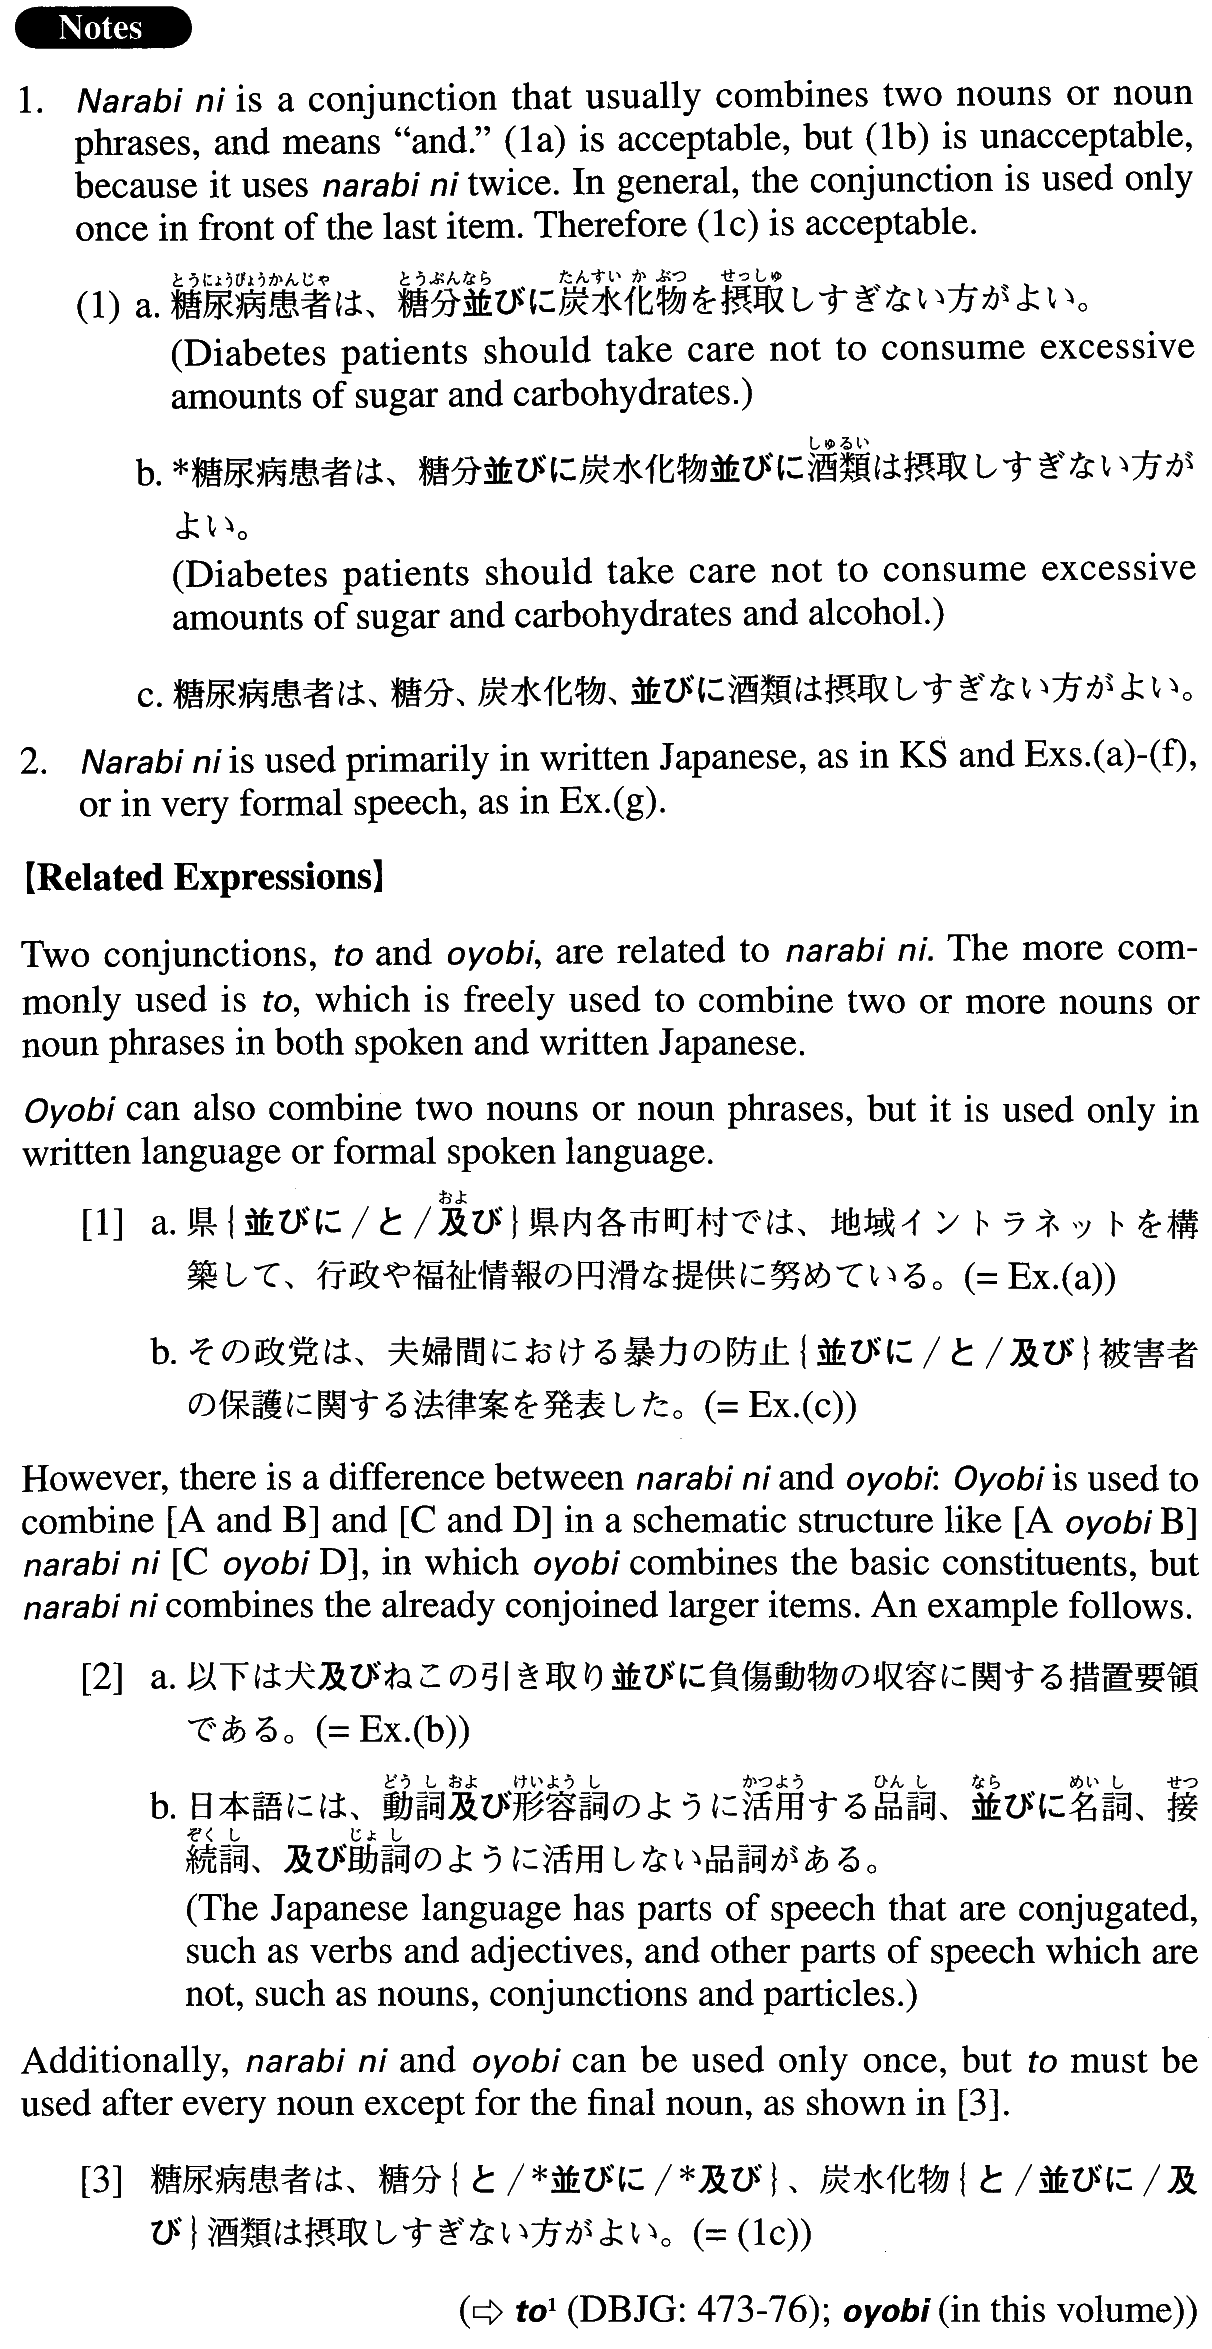 Notes
1. Narabi ni is a conjunction that usually combines two nouns or noun
phrases, and means “and.” (1a) is acceptable, but (1b) is unacceptable,
because it uses narabi ni twice. In general, the conjunction is used only
once in front of the last item. Therefore (1c) is acceptable.
とうにょうびょうかんじゃ とうぶんなら たんすい か ぶつ せっしゅ
(1) a. 糖尿病患者は、糖分並びに炭水化物を摂取しすぎない方がよい。
(Diabetes patients should take care not to consume excessive
amounts of sugar and carbohydrates.)
しゅるい
b. *糖尿病患者は、糖分並びに炭水化物並びに酒類は摂取しすぎない方が
よい。
(Diabetes patients should take care not to consume excessive
amounts of sugar and carbohydrates and alcohol.)
c. 糖尿病患者は、糖分、炭水化物、並びに酒類は摂取しすぎない方がよい。
2. Narabi ni is used primarily in written Japanese, as in KS and Exs.(a)-(f),
or in very formal speech, as in Ex.(g).
【Related Expressions】
Two conjunctions, to and oyobi, are related to narabi ni. The more com-
monly used is to, which is freely used to combine two or more nouns or
noun phrases in both spoken and written Japanese.
Oyobi can also combine two nouns or noun phrases, but it is used only in
written language or formal spoken language.
およ
[1] a. 県{並びに/と/及び}県内各市町村では、地域イントラネットを構
築して、行政や福祉情報の円滑な提供に努めている。(= Ex.(a))
b. その政党は、夫婦間における暴力の防止{並びに/と/及び}被害者
の保護に関する法律案を発表した。(= Ex.(c))
However, there is a difference between narabi ni and oyobi: Oyobi is used to
combine [A and B] and [C and D] in a schematic structure like [A oyobi B]
narabi ni [C oyobi D], in which oyobi combines the basic constituents, but
narabi ni combines the already conjoined larger items. An example follows.
[2] a. 以下は犬及びねこの引き取り並びに負傷動物の収容に関する措置要領
である。(= Ex.(b))
どう し およ けいよう し かつよう ひん し なら めい し せつ
b. 日本語には、動詞及び形容詞のように活用する品詞、並びに名詞、接
ぞく し じょ し
続詞、及び助詞のように活用しない品詞がある。
(The Japanese language has parts of speech that are conjugated,
such as verbs and adjectives, and other parts of speech which are
not, such as nouns, conjunctions and particles.)
Additionally, narabi ni and oyobi can be used only once, but to must be
used after every noun except for the final noun, as shown in [3].
[3] 糖尿病患者は、糖分{と/*並びに/*及び}、炭水化物{と/並びに/及
び}酒類は摂取しすぎない方がよい。(= (1c))
(⇨ to¹ (DBJG: 473-76); oyobi (in this volume))